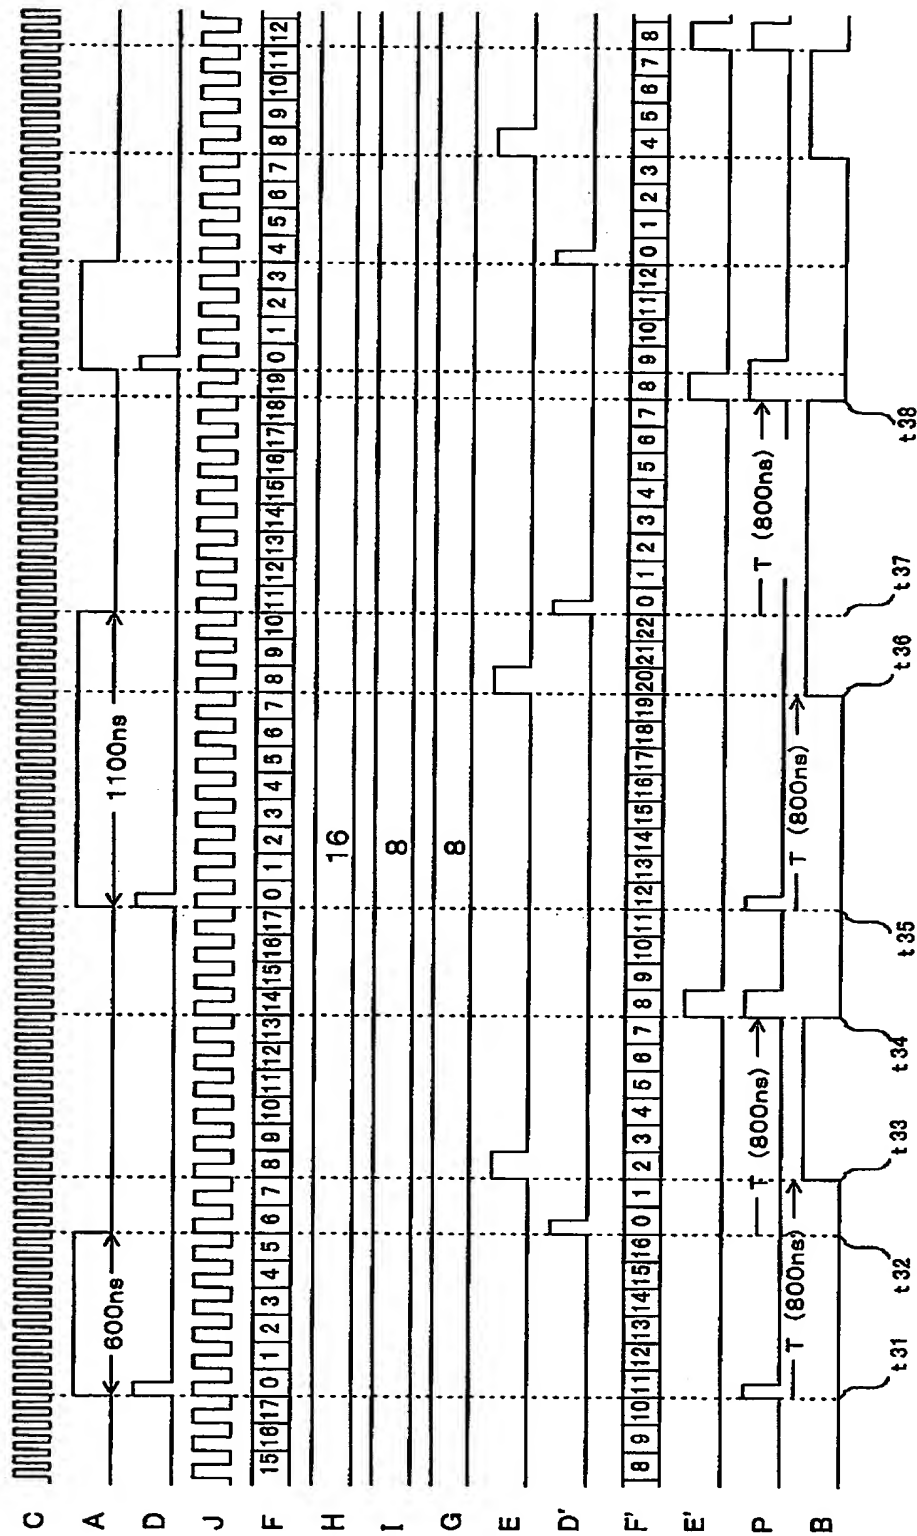 C
A 600ns 1100ns
D
J
F 15 16 17 0 1 2 3 4 5 6 7 8 9 10 11 12 13 14 15 16 17 0 1 2 3 4 5 6 7 8 9 10 11 12 13 14 15 16 17 18 19 0 1 2 3 4 5 6 7 8 9 10 11 12
H 16
I 8
G 8
E
D'
F' 8 9 10 11 12 13 14 15 16 0 1 2 3 4 5 6 7 8 9 10 11 12 13 14 15 16 17 18 19 20 21 22 0 1 2 3 4 5 6 7 8 9 10 11 12 0 1 2 3 4 5 6 7 8
E'
P T (800ns) T (800ns)
B T (800ns) T (800ns)
t31 t32 t33 t34 t35 t36 t37 t38